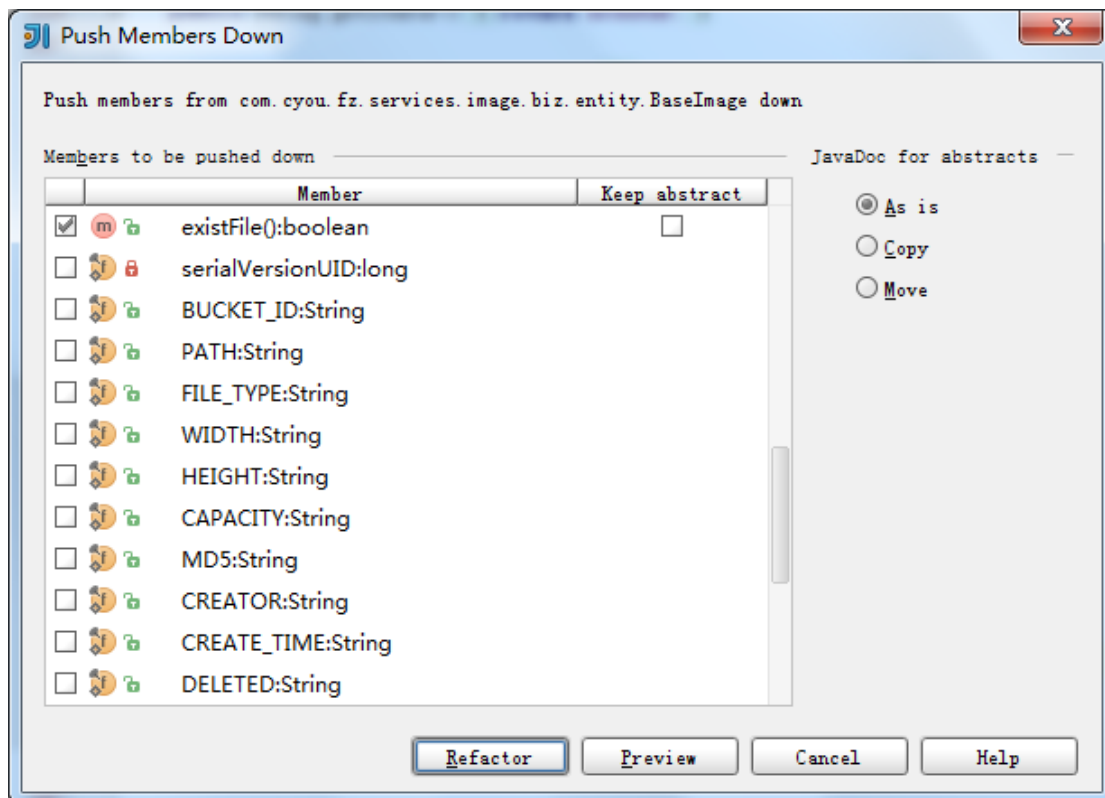 Push Members Down
Push members from com.cyou.fz.services.image.biz.entity.BaseImage down
Members to be pushed down
JavaDoc for abstracts
Member
Keep abstract
As is
Copy
Move
m existFile():boolean
f serialVersionUID:long
f BUCKET_ID:String
f PATH:String
f FILE_TYPE:String
f WIDTH:String
f HEIGHT:String
f CAPACITY:String
f MD5:String
f CREATOR:String
f CREATE_TIME:String
f DELETED:String
Refactor
Preview
Cancel
Help